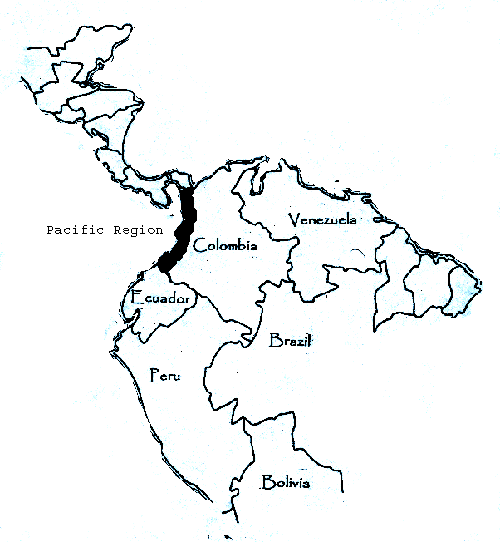 Venezuela
Pacific Region
Colombia
Ecuador
Brazil
Peru
Bolivia